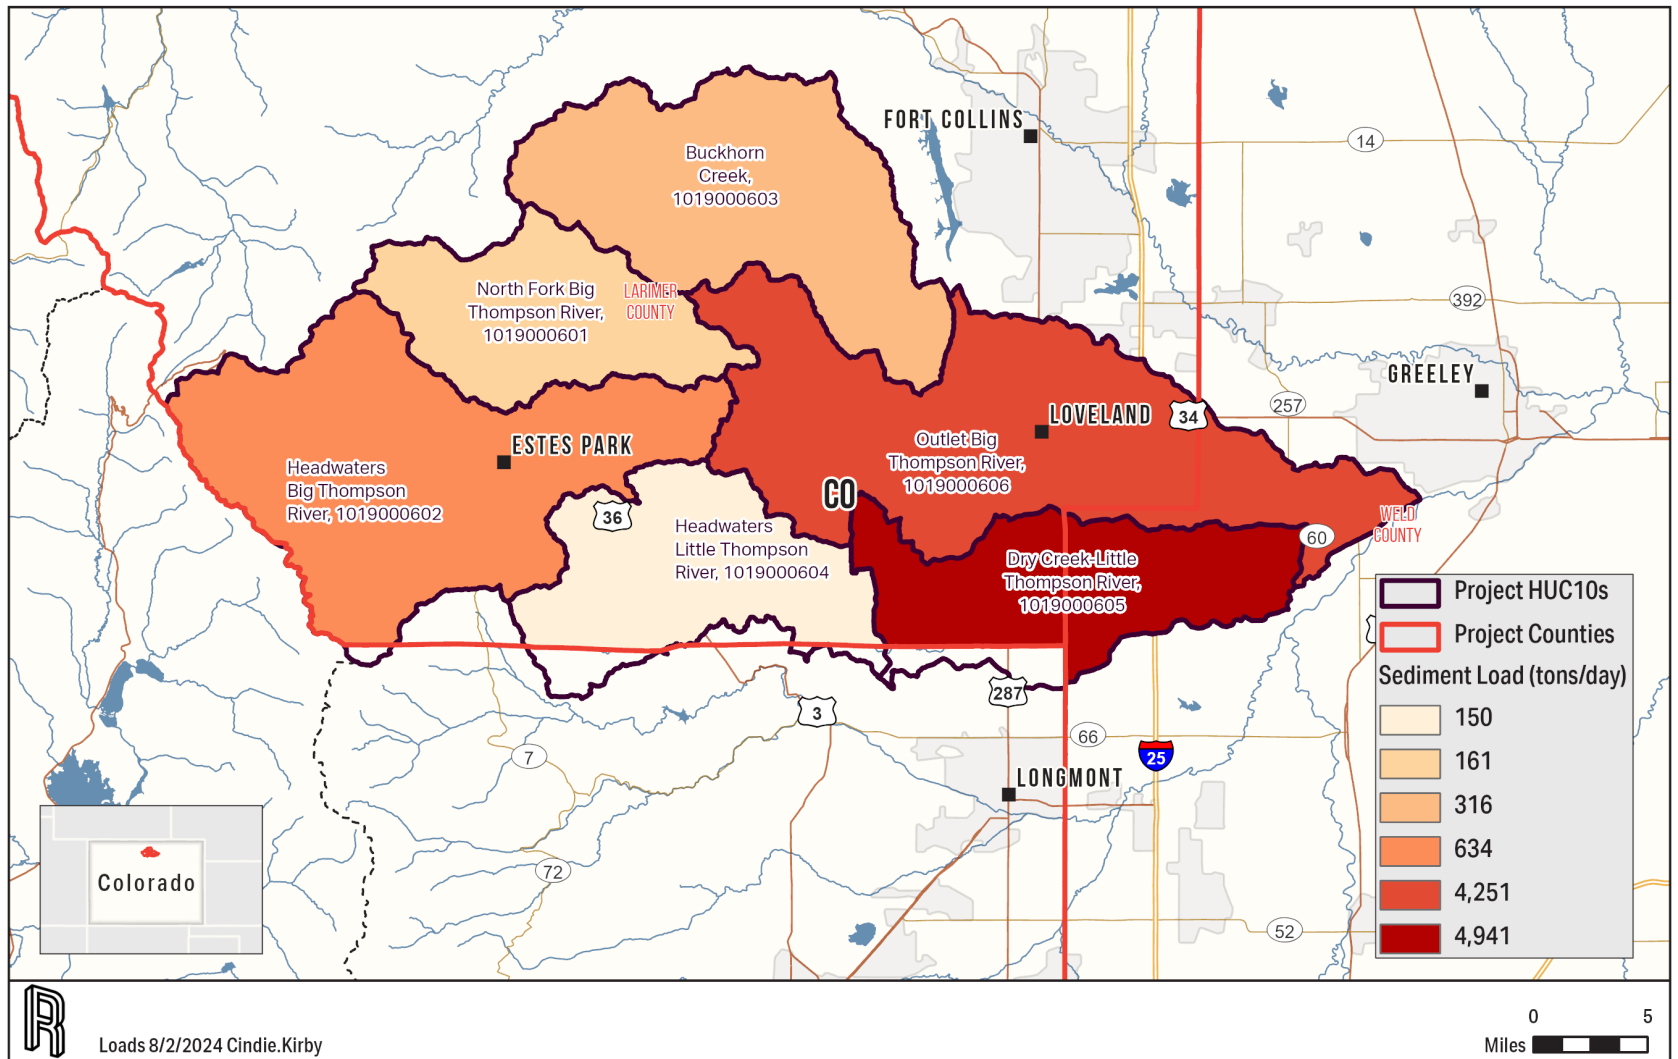 FORT COLLINS
14
Buckhorn
Creek,
1019000603
North Fork Big
Thompson River,
1019000601
LARIMER
COUNTY
392
GREELEY
257
34
LOVELAND
ESTES PARK
Outlet Big
Thompson River,
1019000606
Headwaters
Big Thompson
River, 1019000602
CO
36
Headwaters
Little Thompson
River, 1019000604
WELD
COUNTY
60
Dry Creek-Little
Thompson River,
1019000605
287
3
66
7
25
LONGMONT
72
52
Project HUC10s
Project Counties
Sediment Load (tons/day)
150
161
316
634
4,251
4,941
Colorado
R
Loads 8/2/2024 Cindie.Kirby
0 5
Miles